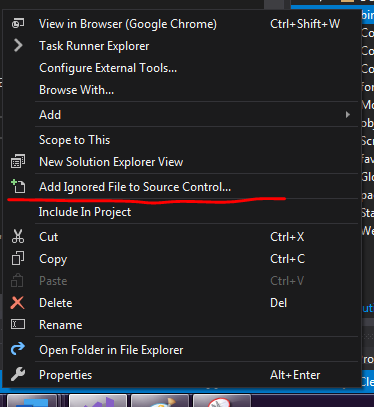 View in Browser (Google Chrome) Ctrl+Shift+W
Task Runner Explorer
Configure External Tools...
Browse With...
Add
Scope to This
New Solution Explorer View
Add Ignored File to Source Control...
Include In Project
Cut Ctrl+X
Copy Ctrl+C
Paste Ctrl+V
Delete Del
Rename
Open Folder in File Explorer
Properties Alt+Enter